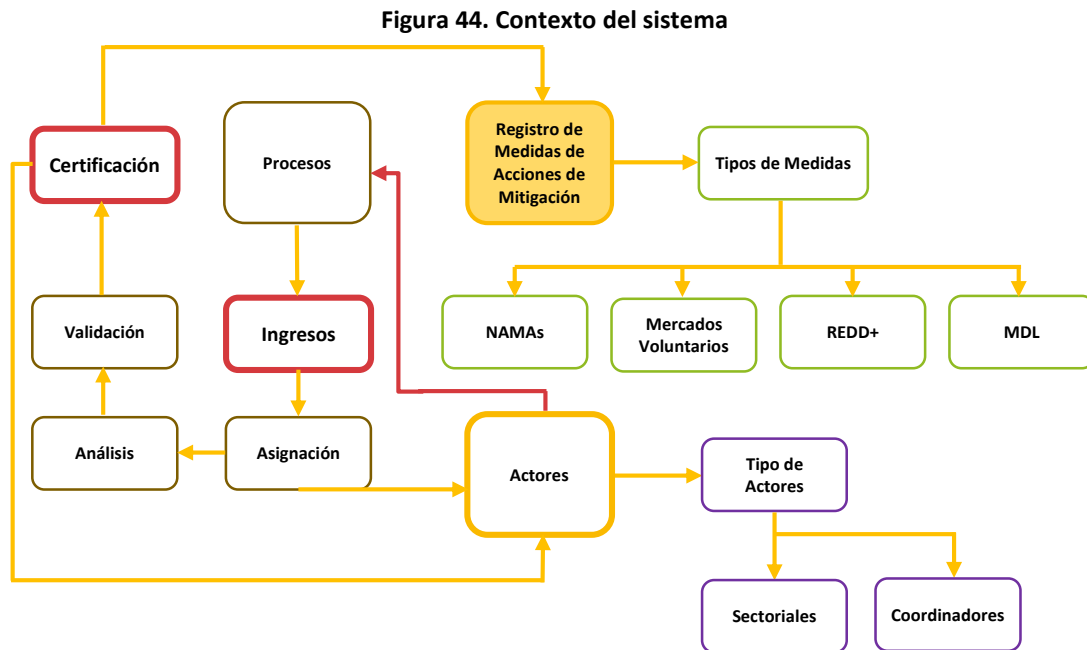 Figura 44. Contexto del sistema
Certificación
Procesos
Registro de
Medidas de
Acciones de
Mitigación
Tipos de Medidas
Validación
Ingresos
NAMAs
Mercados
Voluntarios
REDD+
MDL
Análisis
Asignación
Actores
Tipo de
Actores
Sectoriales
Coordinadores